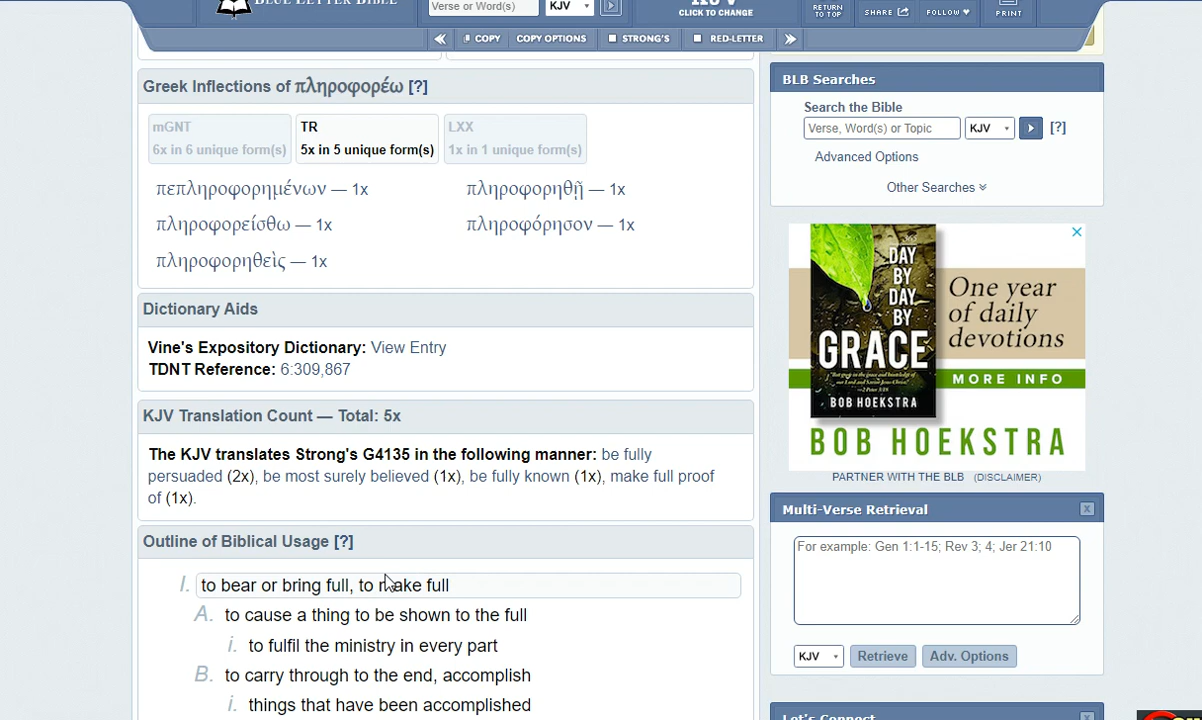 BLUE LETTER BIBLE
Verse or Word(s)
KJV
CLICK TO CHANGE
RETURN
TO TOP
SHARE
FOLLOW
PRINT
COPY
COPY OPTIONS
STRONG'S
RED-LETTER
Greek Inflections of πληροφορέω [?]
mGNT
6x in 6 unique form(s)
TR
5x in 5 unique form(s)
LXX
1x in 1 unique form(s)
πεπληροφορημένων — 1x
πληροφορηθῇ — 1x
πληροφορείσθω — 1x
πληροφόρησον — 1x
πληροφορηθεὶς — 1x
Dictionary Aids
Vine's Expository Dictionary: View Entry
TDNT Reference: 6:309,867
KJV Translation Count — Total: 5x
The KJV translates Strong's G4135 in the following manner: be fully
persuaded (2x), be most surely believed (1x), be fully known (1x), make full proof
of (1x).
Outline of Biblical Usage [?]
I. to bear or bring full, to make full
A. to cause a thing to be shown to the full
i. to fulfil the ministry in every part
B. to carry through to the end, accomplish
i. things that have been accomplished
BLB Searches
Search the Bible
Verse, Word(s) or Topic
KJV
[?]
Advanced Options
Other Searches
365
DAY
BY
DAY
BY
GRACE
BOB HOEKSTRA
One year
of daily
devotions
MORE INFO
BOB HOEKSTRA
PARTNER WITH THE BLB (DISCLAIMER)
Multi-Verse Retrieval
x
For example: Gen 1:1-15; Rev 3; 4; Jer 21:10
KJV
Retrieve
Adv. Options
Let's Connect
x